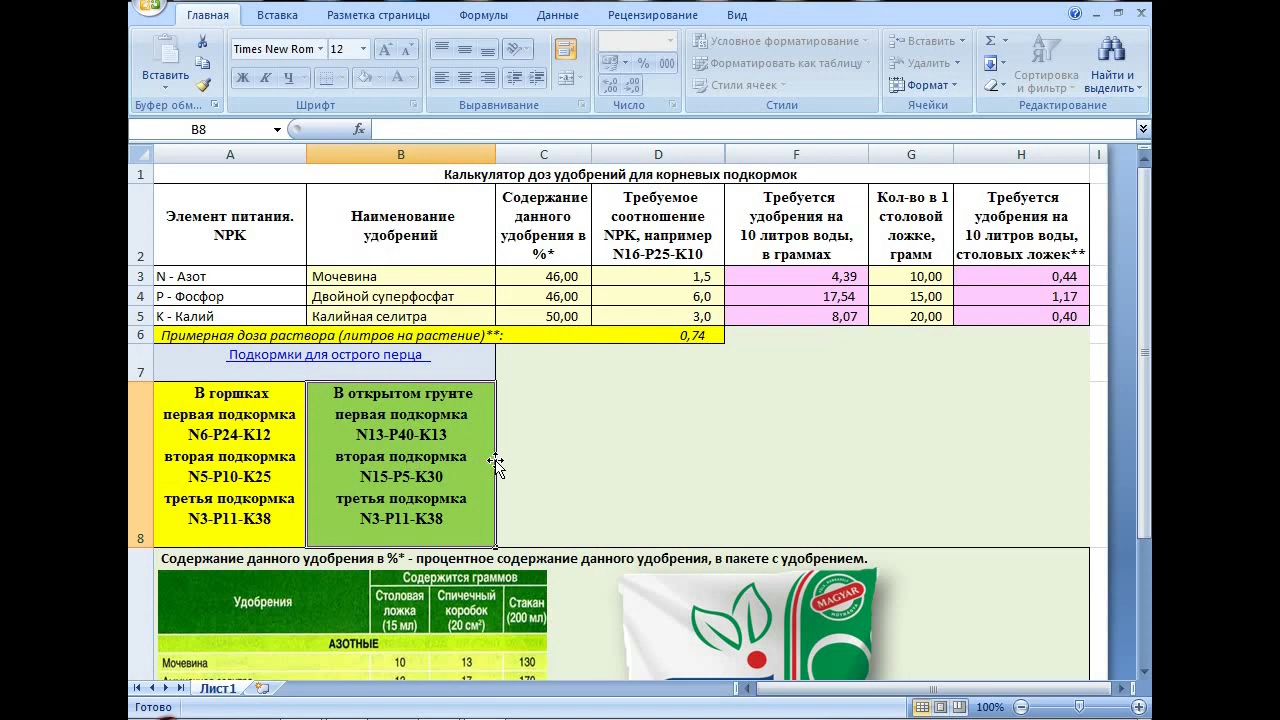 Главная Вставка Разметка страницы Формулы Данные Рецензирование Вид
Вставить
Буфер обм...
Times New Rom 12
Ж К Ч
Шрифт
Выравнивание
% 000
Число
Условное форматирование
Форматировать как таблицу
Стили ячеек
Стили
Вставить
Удалить
Формат
Ячейки
Σ
Сортировка и фильтр
Найти и выделить
Редактирование
B8 fx
A B C D F G H I
1 Калькулятор доз удобрений для корневых подкормок
2
Элемент питания.
NPK
Наименование
удобрений
Содержание
данного
удобрения в
%*
Требуемое
соотношение
NPK, например
N16-P25-K10
Требуется
удобрения на
10 литров воды,
в граммах
Кол-во в 1
столовой
ложке,
грамм
Требуется
удобрения на
10 литров воды,
столовых ложек**
3 N - Азот Мочевина 46,00 1,5 4,39 10,00 0,44
4 P - Фосфор Двойной суперфосфат 46,00 6,0 17,54 15,00 1,17
5 K - Калий Калийная селитра 50,00 3,0 8,07 20,00 0,40
6 Примерная доза раствора (литров на растение)**: 0,74
7 Подкормки для острого перца
8
В горшках
первая подкормка
N6-P24-K12
вторая подкормка
N5-P10-K25
третья подкормка
N3-P11-K38
В открытом грунте
первая подкормка
N13-P40-K13
вторая подкормка
N15-P5-K30
третья подкормка
N3-P11-K38
Содержание данного удобрения в %* - процентное содержание данного удобрения, в пакете с удобрением.
Удобрения
Содержится граммов
Столовая
ложка
(15 мл)
Спичечный
коробок
(20 см²)
Стакан
(200 мл)
АЗОТНЫЕ
Мочевина 10 13 130
MAGYAR
Лист1
Готово 100%